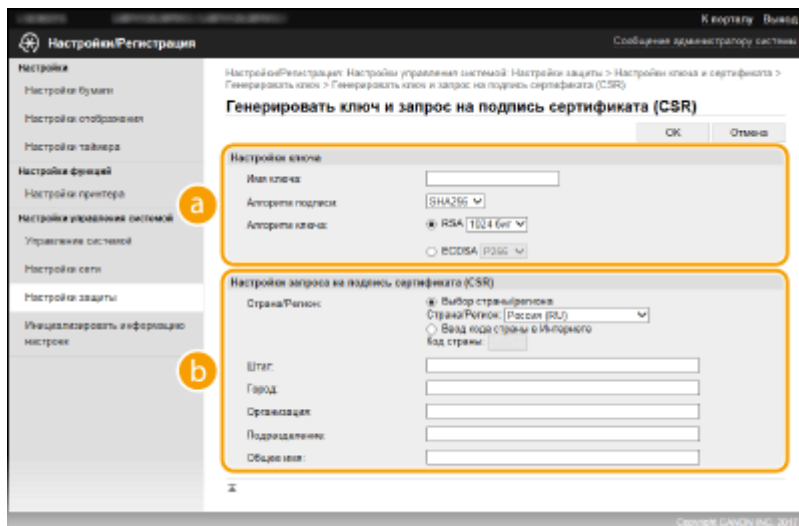 К порталу Выход
Настройки/Регистрация
Сообщение администратору системы
Настройки
Настройки бумаги
Настройки отображения
Настройки таймера
Настройки функций
Настройки принтера
Настройки управления системой
Управление системой
Настройки сети
Настройки защиты
Инициализировать информацию
настроек
Настройки/Регистрация: Настройки управления системой: Настройки защиты > Настройки ключа и сертификата >
Генерировать ключ > Генерировать ключ и запрос на подпись сертификата (CSR)
Генерировать ключ и запрос на подпись сертификата (CSR)
OK Отмена
a
Настройки ключа
Имя ключа:
Алгоритм подписи: SHA256
Алгоритм ключа: RSA 1024 бит
ECDSA P256
b
Настройки запроса на подпись сертификата (CSR)
Страна/Регион: Выбор страны/региона
Страна/Регион: Россия (RU)
Ввод кода страны в Интернете
Код страны:
Штат:
Город:
Организация:
Подразделение:
Общее имя:
Copyright CANON INC.